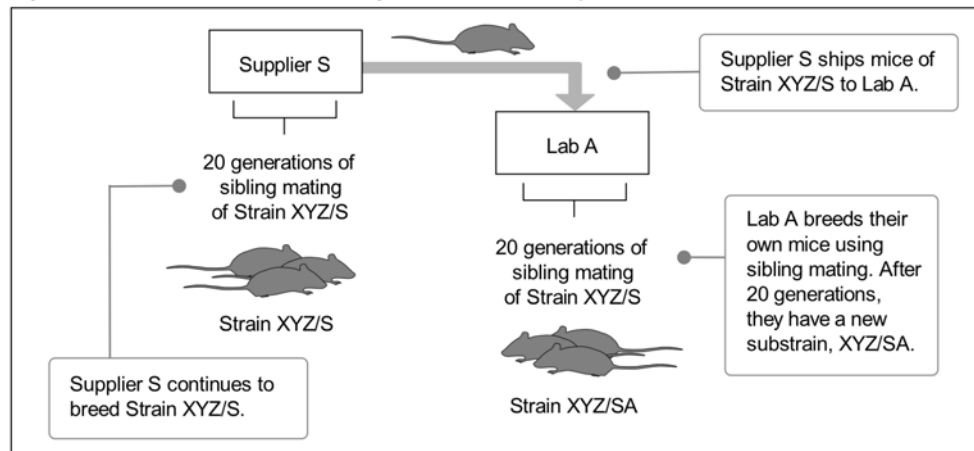 Supplier S
Supplier S ships mice of
Strain XYZ/S to Lab A.
20 generations of
sibling mating
of Strain XYZ/S
Strain XYZ/S
Supplier S continues to
breed Strain XYZ/S.
Lab A
20 generations of
sibling mating
of Strain XYZ/S
Strain XYZ/SA
Lab A breeds their
own mice using
sibling mating. After
20 generations,
they have a new
substrain, XYZ/SA.